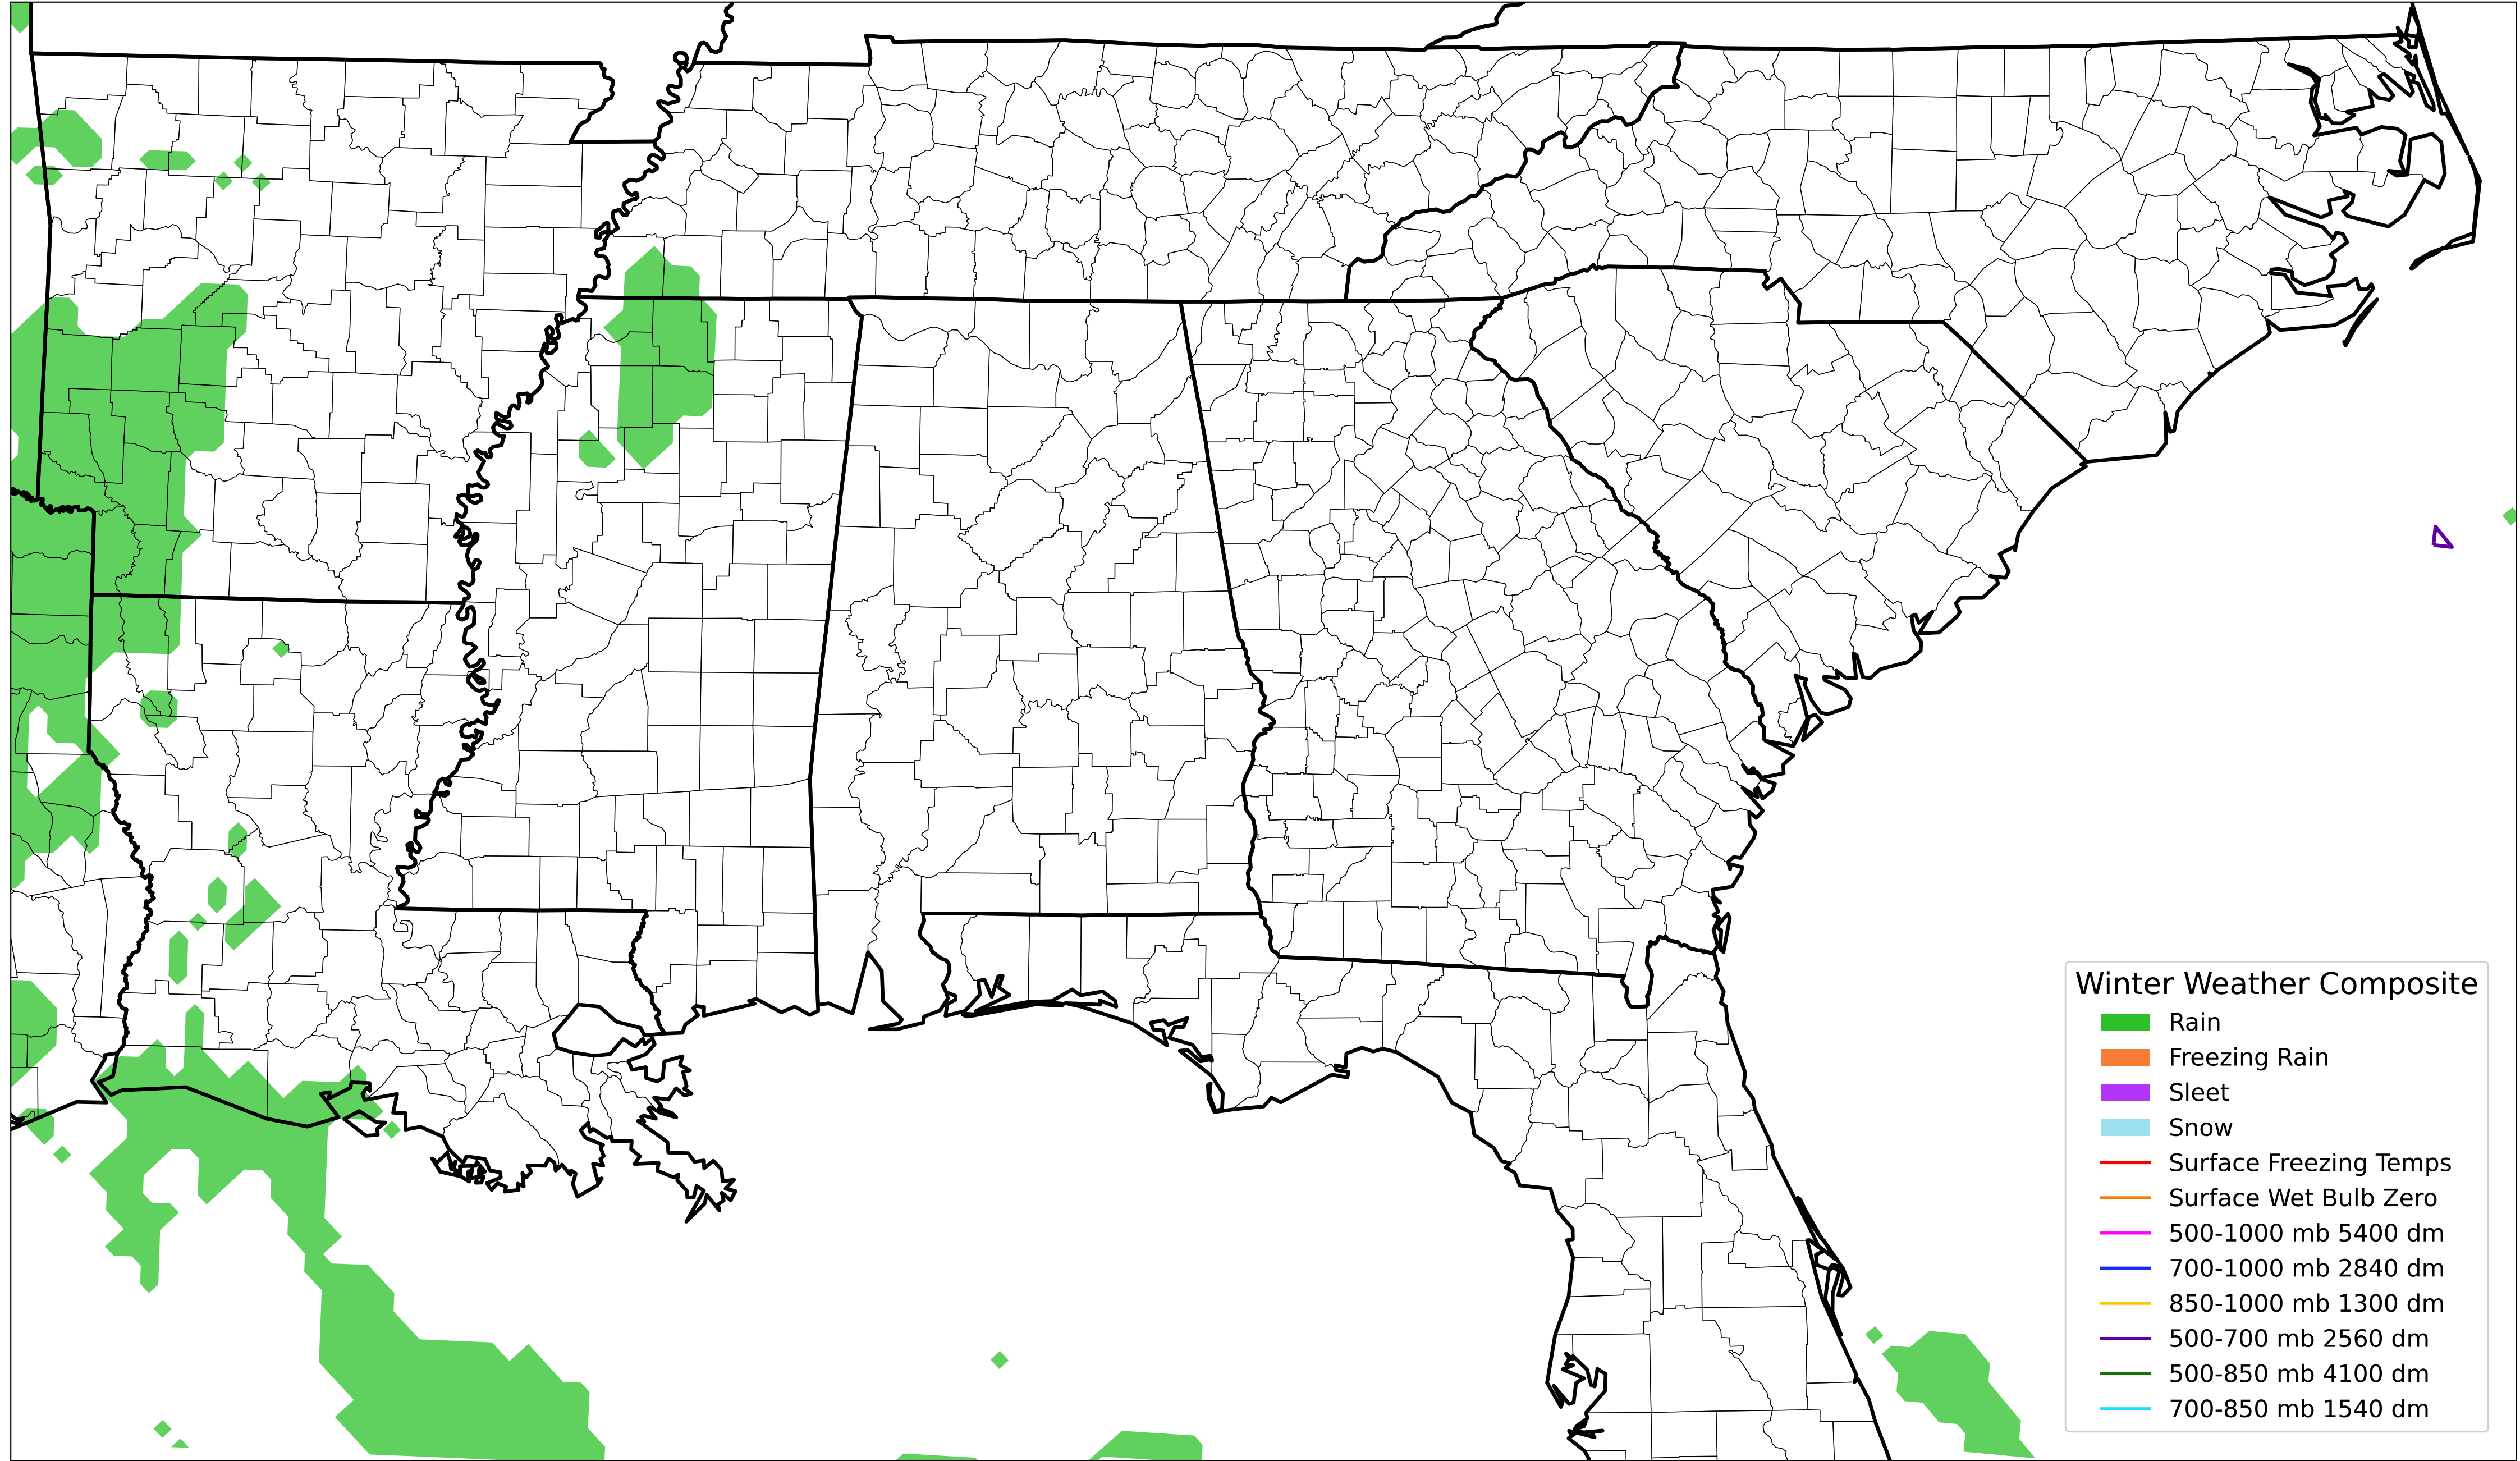 Winter Weather Composite
Rain
Freezing Rain
Sleet
Snow
Surface Freezing Temps
Surface Wet Bulb Zero
500-1000 mb 5400 dm
700-1000 mb 2840 dm
850-1000 mb 1300 dm
500-700 mb 2560 dm
500-850 mb 4100 dm
700-850 mb 1540 dm